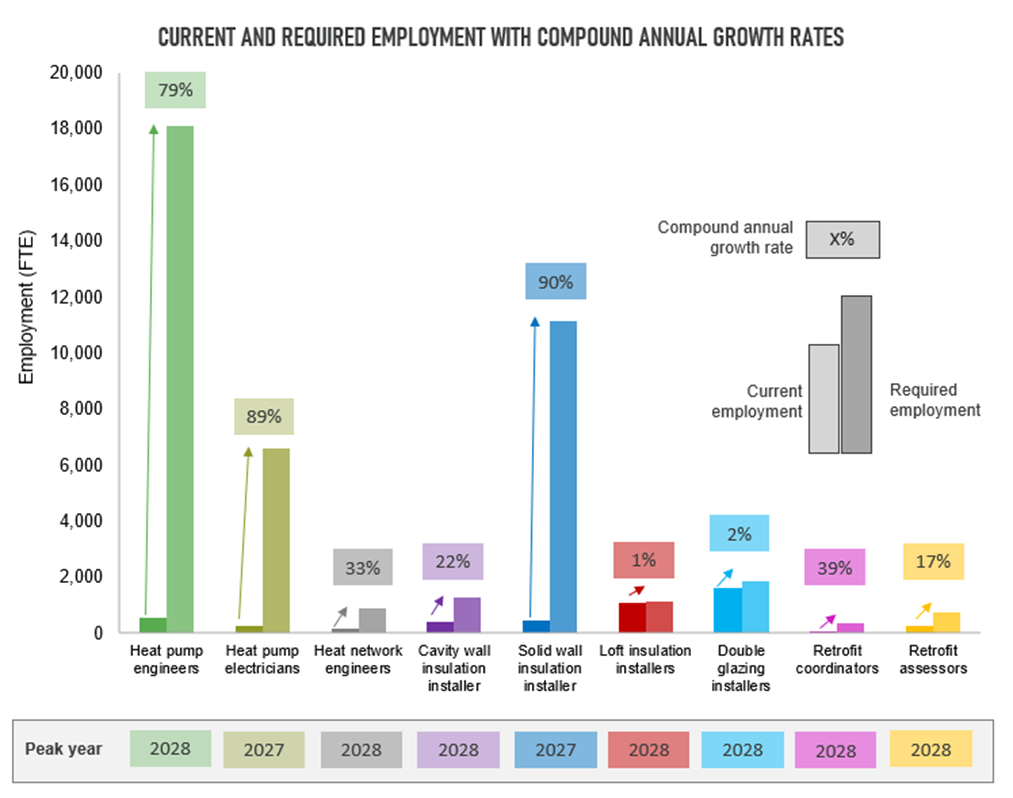 CURRENT AND REQUIRED EMPLOYMENT WITH COMPOUND ANNUAL GROWTH RATES
20,000
18,000
16,000
14,000
12,000
10,000
8,000
6,000
4,000
2,000
0
Employment (FTE)
79%
89%
33%
22%
90%
1%
2%
39%
17%
Compound annual
growth rate
X%
Current
employment
Required
employment
Heat pump
engineers
Heat pump
electricians
Heat network
engineers
Cavity wall
insulation
installer
Solid wall
insulation
installer
Loft insulation
installers
Double
glazing
installers
Retrofit
coordinators
Retrofit
assessors
Peak year
2028
2027
2028
2028
2027
2028
2028
2028
2028